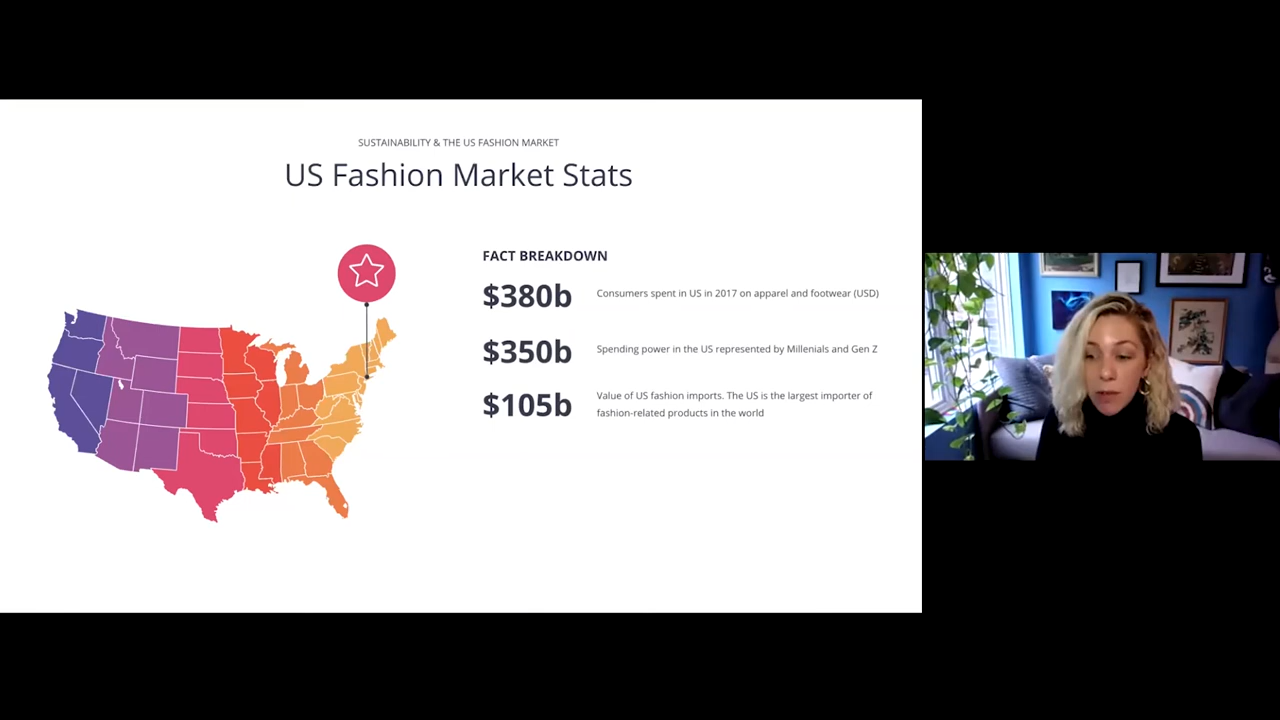 SUSTAINABILITY & THE US FASHION MARKET
US Fashion Market Stats
FACT BREAKDOWN
$380b Consumers spent in US in 2017 on apparel and footwear (USD)
$350b Spending power in the US represented by Millenials and Gen Z
$105b Value of US fashion imports. The US is the largest importer of
fashion-related products in the world